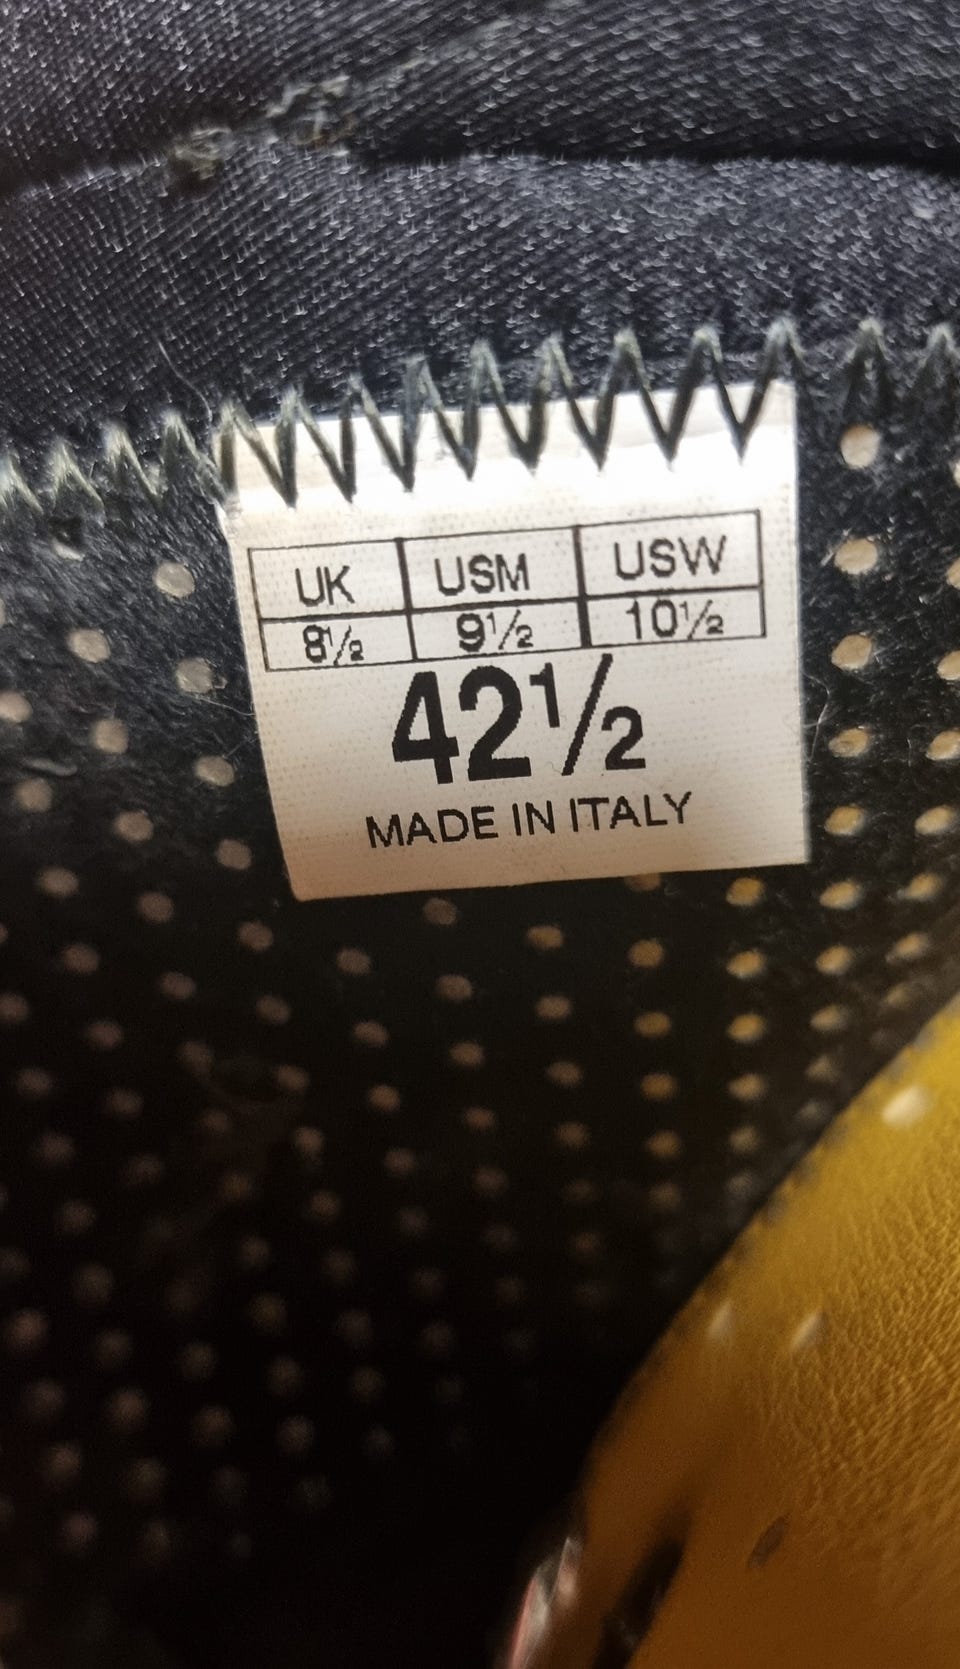 UK USM USW
8½ 9½ 10½
42½
MADE IN ITALY